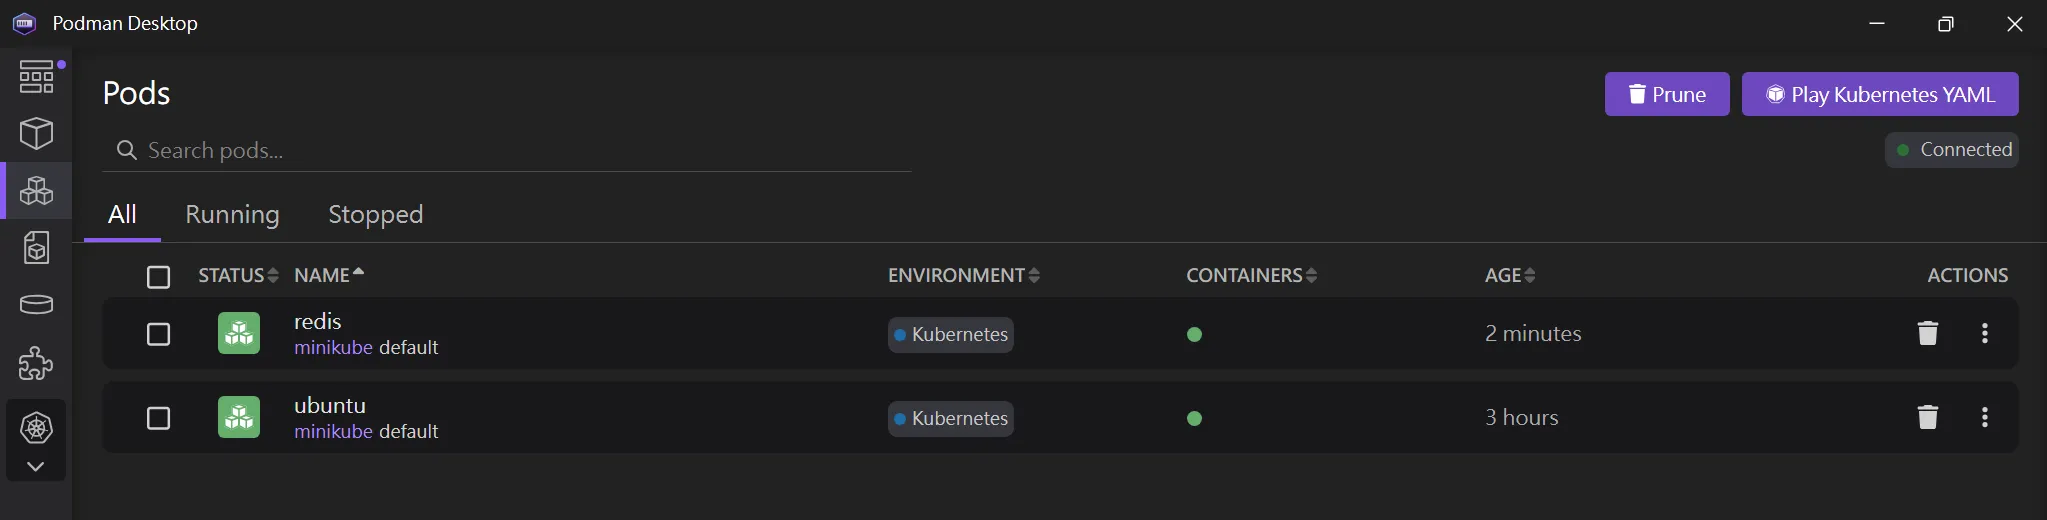 Podman Desktop
Pods
Prune
Play Kubernetes YAML
Search pods...
Connected
All Running Stopped
STATUS NAME ENVIRONMENT CONTAINERS AGE ACTIONS
redis
minikube default
Kubernetes
2 minutes
ubuntu
minikube default
Kubernetes
3 hours